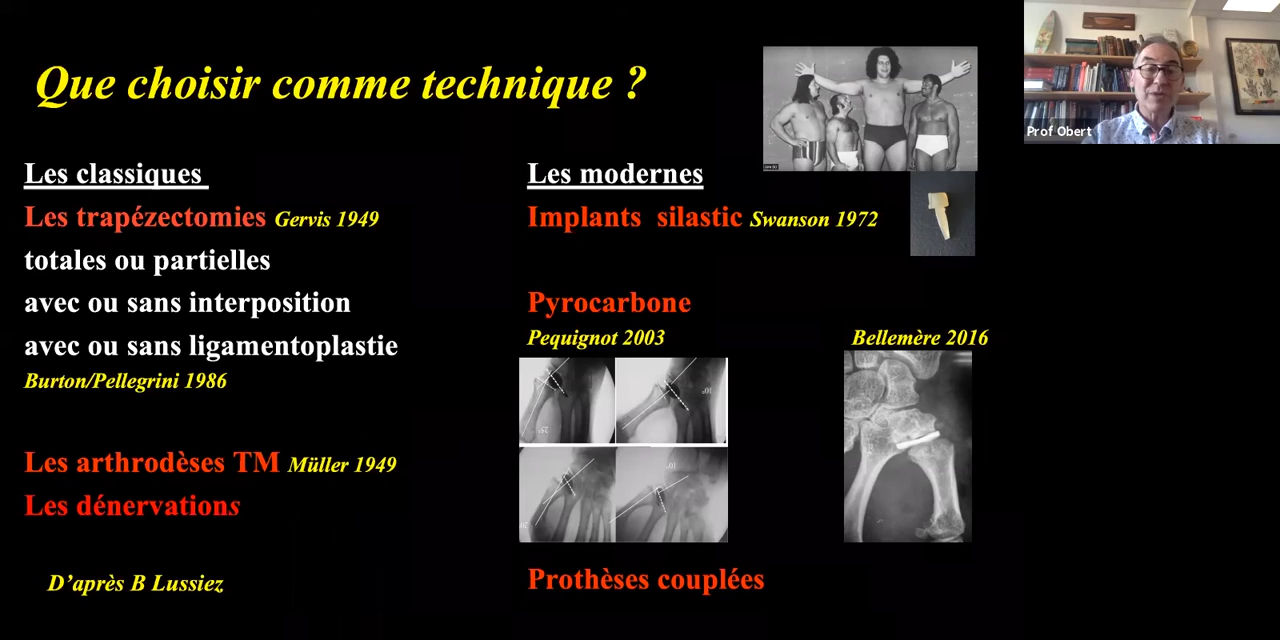 Que choisir comme technique ?
Prof Obert
Les classiques
Les trapézectomies Gervis 1949
totales ou partielles
avec ou sans interposition
avec ou sans ligamentoplastie
Burton/Pellegrini 1986
Les arthrodèses TM Müller 1949
Les dénervations
D'après B Lussiez
Les modernes
Implants silastic Swanson 1972
Pyrocarbone
Pequignot 2003
Bellemère 2016
Prothèses couplées